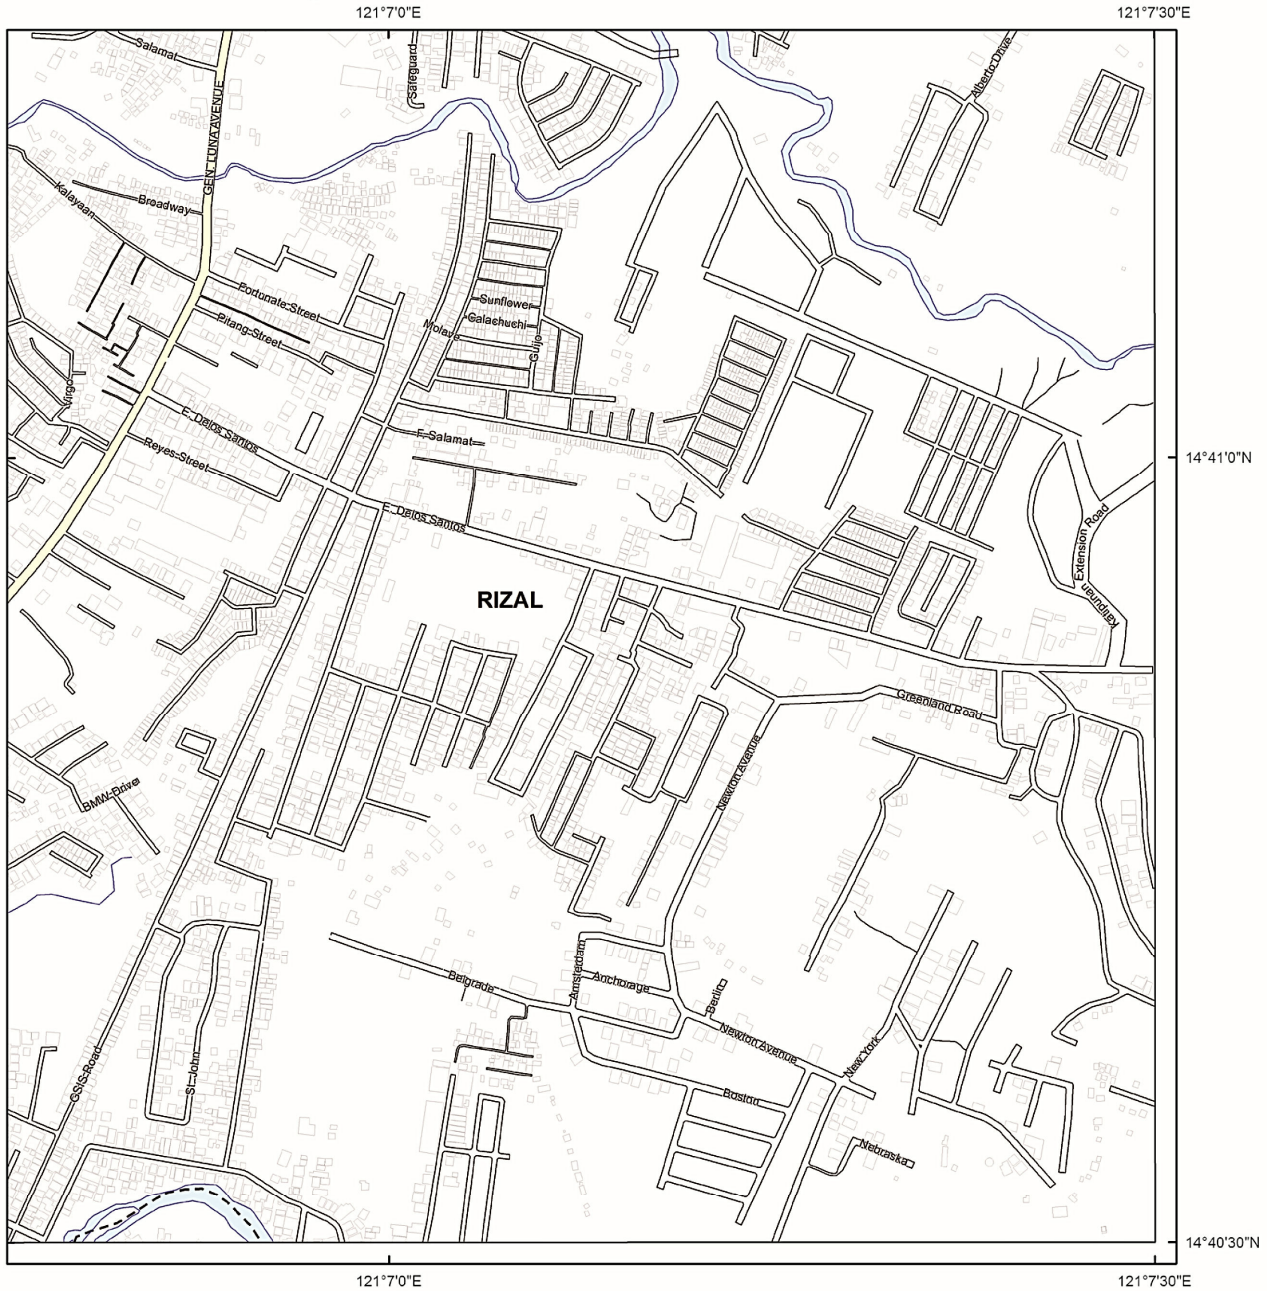 121°7'0"E
121°7'30"E
Salamat
GEN. LUNA AVENUE
Safeguard
Alberto Drive
Kalayaan
Broadway
Fortunate Street
Pitang Street
Sunflower
Calachuchi
Molave
Guijo
Virgo
E. Delos Santos
Reyes Street
F. Salamat
14°41'0"N
E. Delos Santos
Extension Road
Katipunan
RIZAL
Greenland Road
Newton Avenue
BMW Drive
Belgrade
Amsterdam
Anchorage
Berlin
Newton Avenue
New York
GSIS Road
St. John
Boston
Nebraska
14°40'30"N
121°7'0"E
121°7'30"E